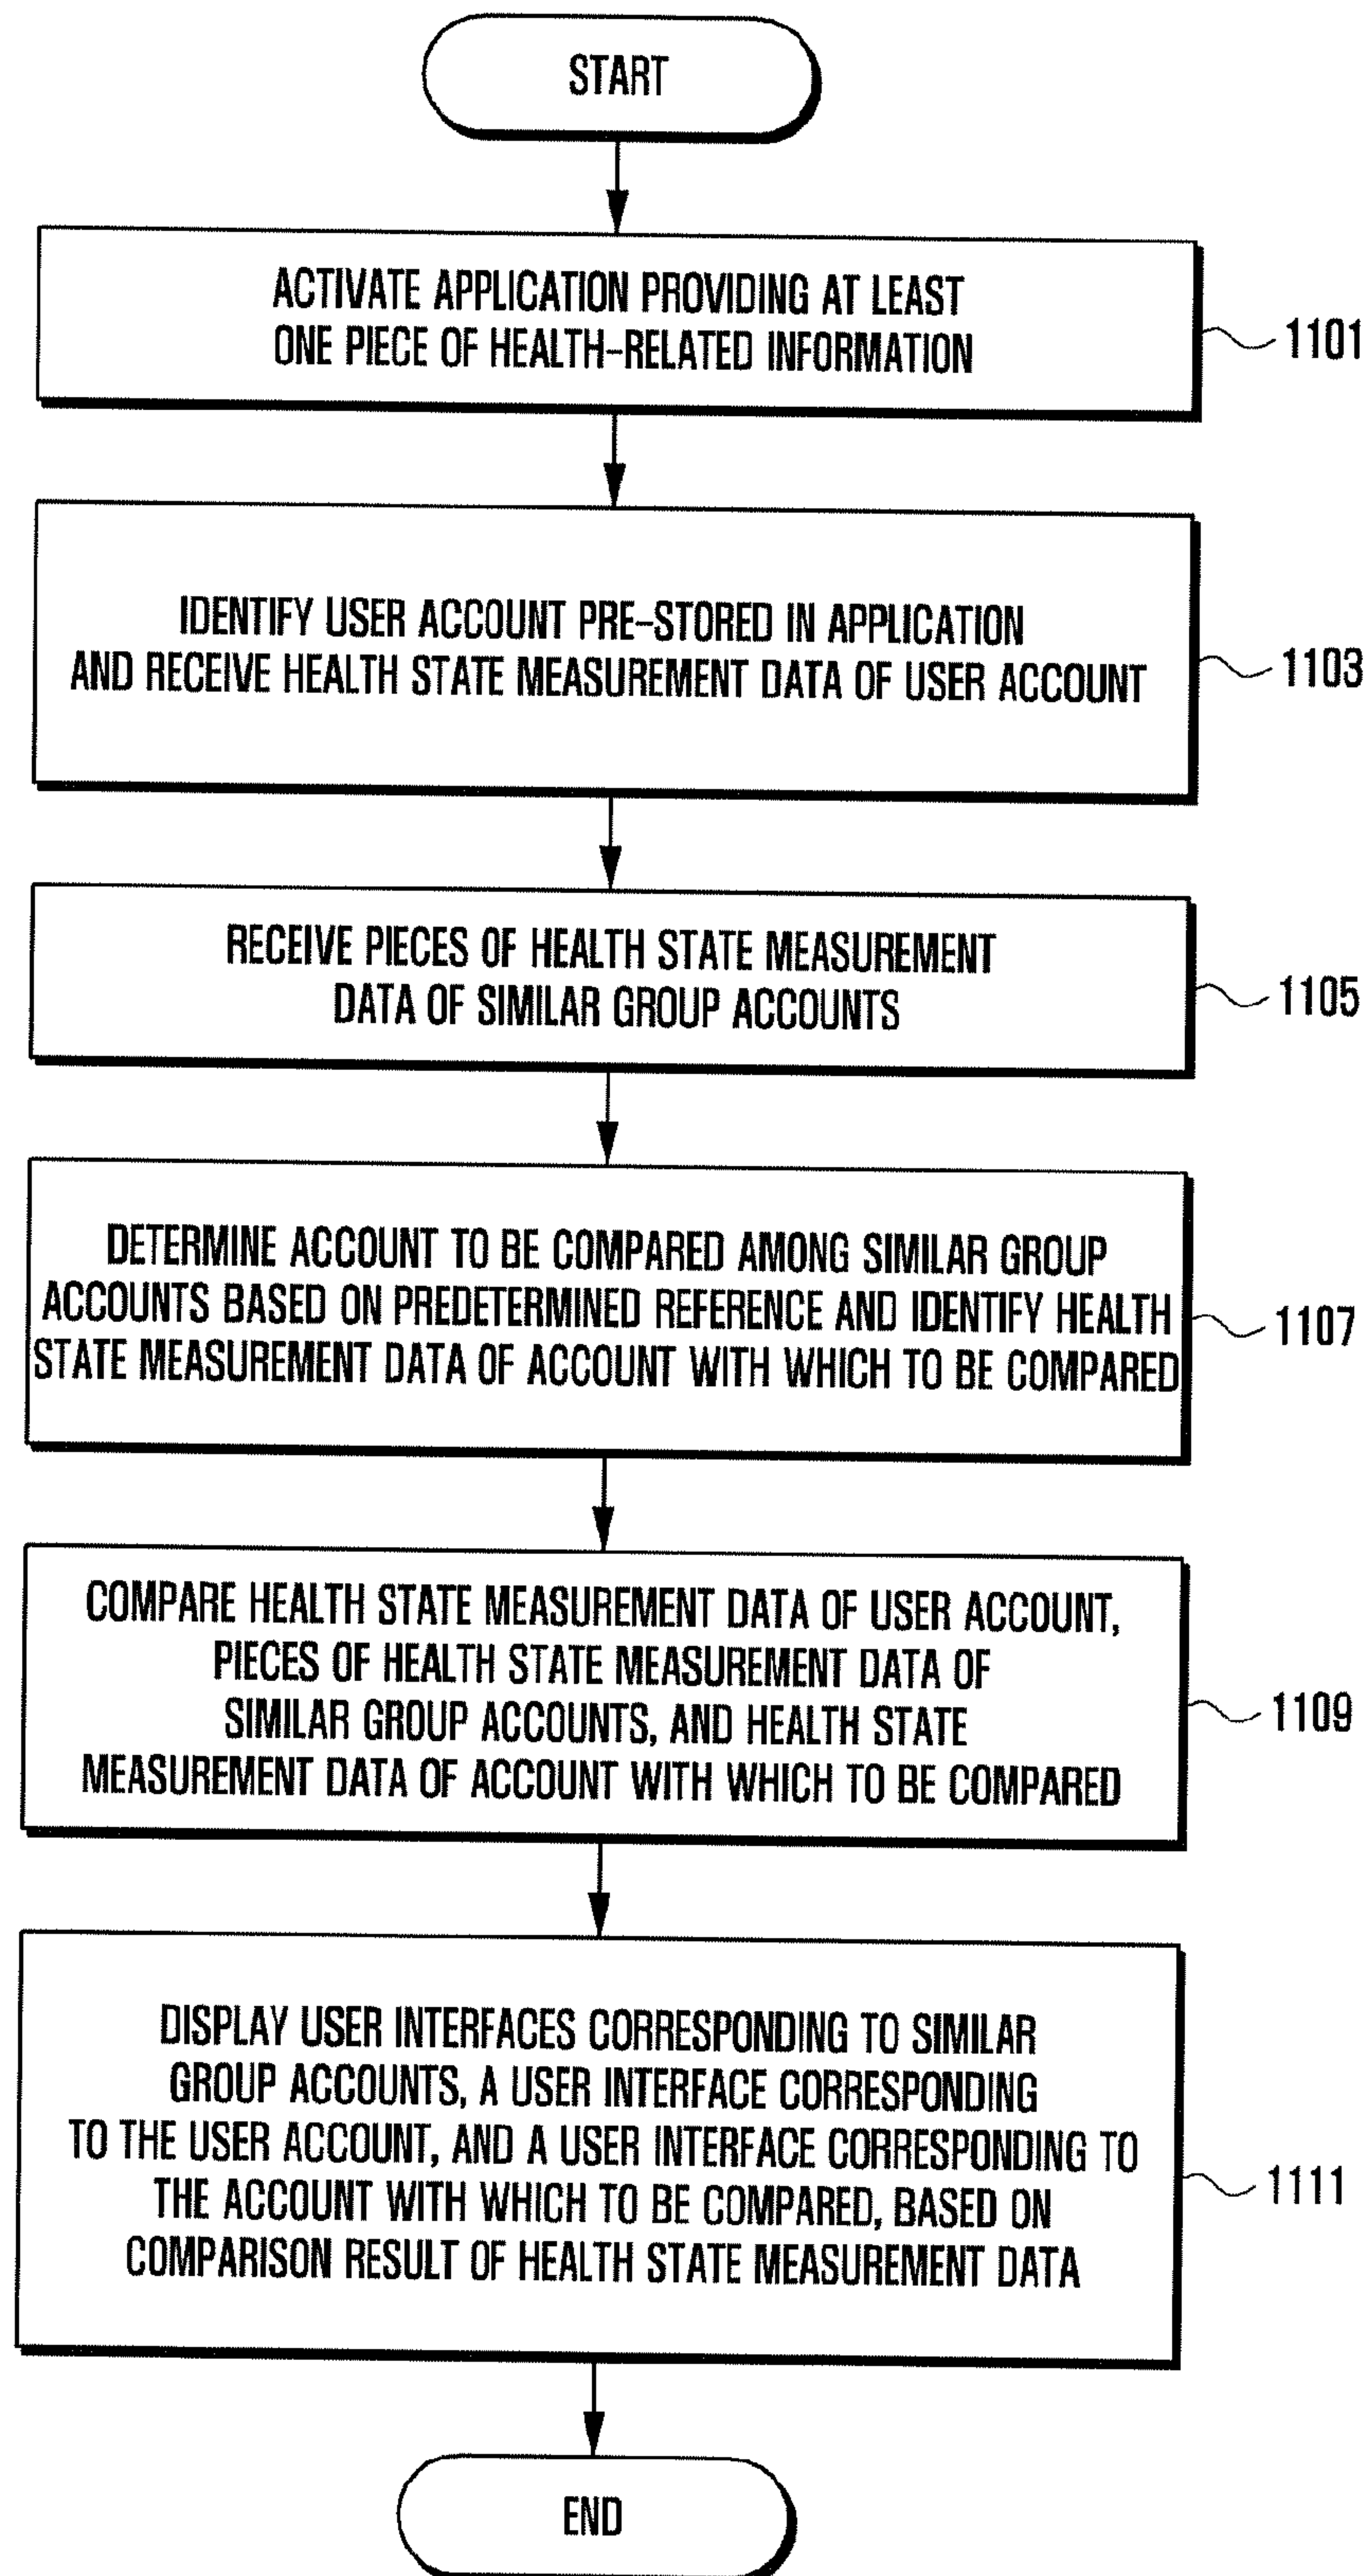 START
ACTIVATE APPLICATION PROVIDING AT LEAST
ONE PIECE OF HEALTH-RELATED INFORMATION
1101
IDENTIFY USER ACCOUNT PRE-STORED IN APPLICATION
AND RECEIVE HEALTH STATE MEASUREMENT DATA OF USER ACCOUNT
1103
RECEIVE PIECES OF HEALTH STATE MEASUREMENT
DATA OF SIMILAR GROUP ACCOUNTS
1105
DETERMINE ACCOUNT TO BE COMPARED AMONG SIMILAR GROUP
ACCOUNTS BASED ON PREDETERMINED REFERENCE AND IDENTIFY HEALTH
STATE MEASUREMENT DATA OF ACCOUNT WITH WHICH TO BE COMPARED
1107
COMPARE HEALTH STATE MEASUREMENT DATA OF USER ACCOUNT,
PIECES OF HEALTH STATE MEASUREMENT DATA OF
SIMILAR GROUP ACCOUNTS, AND HEALTH STATE
MEASUREMENT DATA OF ACCOUNT WITH WHICH TO BE COMPARED
1109
DISPLAY USER INTERFACES CORRESPONDING TO SIMILAR
GROUP ACCOUNTS, A USER INTERFACE CORRESPONDING
TO THE USER ACCOUNT, AND A USER INTERFACE CORRESPONDING TO
THE ACCOUNT WITH WHICH TO BE COMPARED, BASED ON
COMPARISON RESULT OF HEALTH STATE MEASUREMENT DATA
1111
END